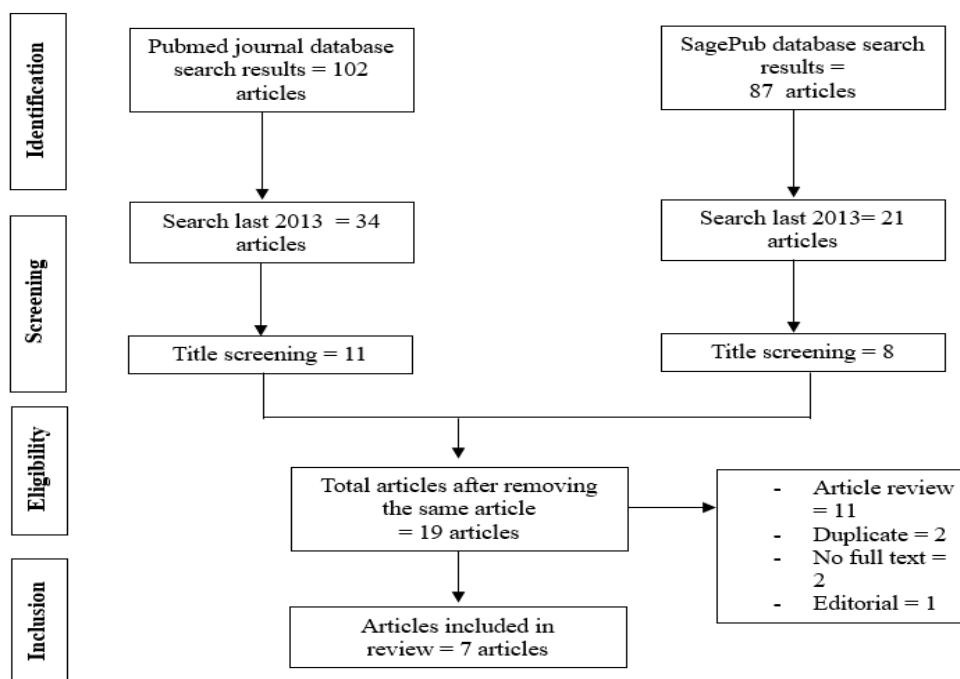 Identification
Pubmed journal database
search results = 102
articles
SagePub database search
results =
87 articles
Screening
Search last 2013 = 34
articles
Search last 2013= 21
articles
Title screening = 11
Title screening = 8
Eligibility
Total articles after removing
the same article
= 19 articles
- Article review
= 11
- Duplicate = 2
- No full text =
2
- Editorial = 1
Inclusion
Articles included in
review = 7 articles